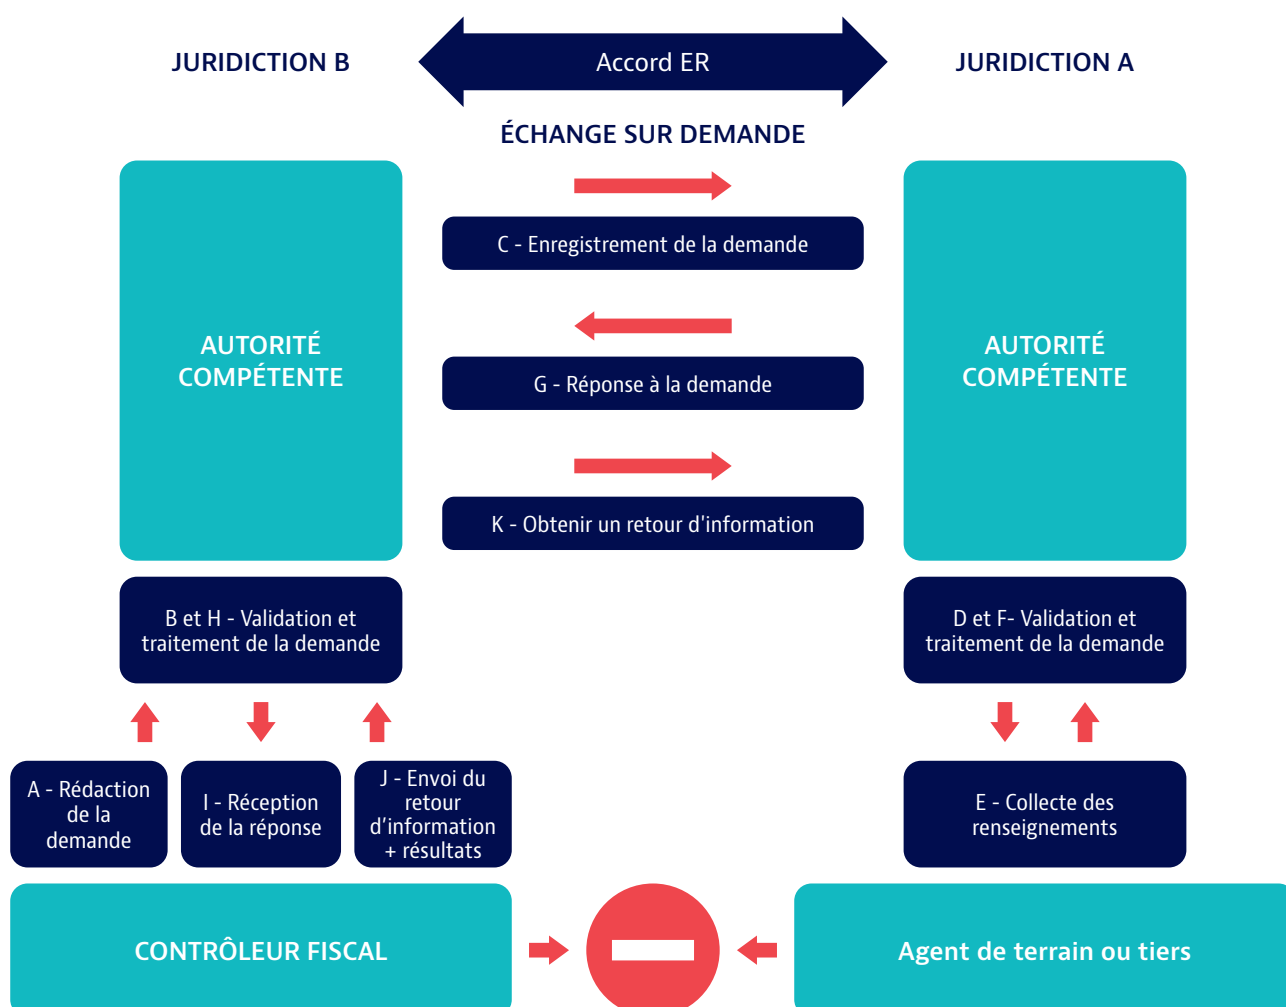 JURIDICTION B
Accord ER
JURIDICTION A
ÉCHANGE SUR DEMANDE
C - Enregistrement de la demande
AUTORITÉ
COMPÉTENTE
G - Réponse à la demande
AUTORITÉ
COMPÉTENTE
K - Obtenir un retour d'information
B et H - Validation et
traitement de la demande
D et F- Validation et
traitement de la demande
A - Rédaction
de la
demande
I - Réception
de la réponse
J - Envoi du
retour
d’information
+ résultats
E - Collecte des
renseignements
CONTRÔLEUR FISCAL
Agent de terrain ou tiers